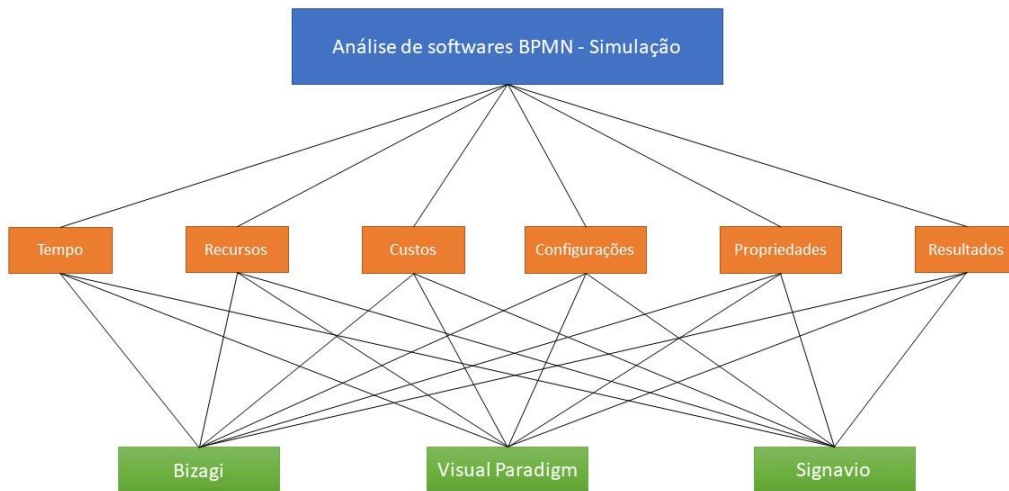 Análise de softwares BPMN - Simulação
Tempo
Recursos
Custos
Configurações
Propriedades
Resultados
Bizagi
Visual Paradigm
Signavio